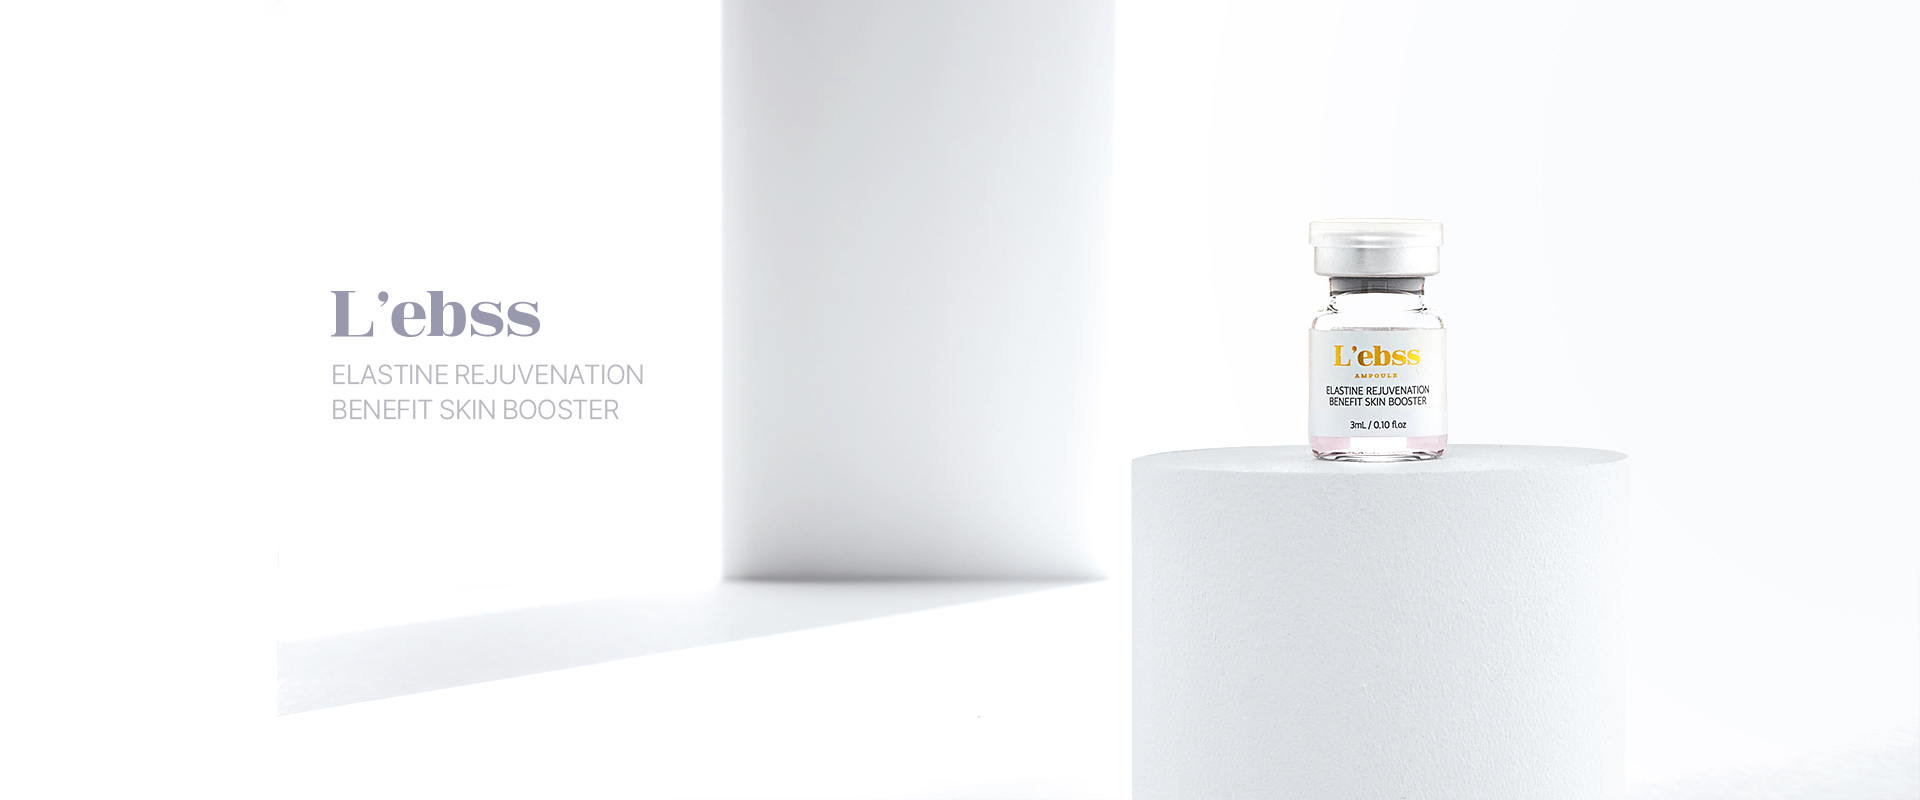 L’ebss
ELASTINE REJUVENATION
BENEFIT SKIN BOOSTER
L’ebss
AMPOULE
ELASTINE REJUVENATION
BENEFIT SKIN BOOSTER
3mL / 0.10 fl.oz